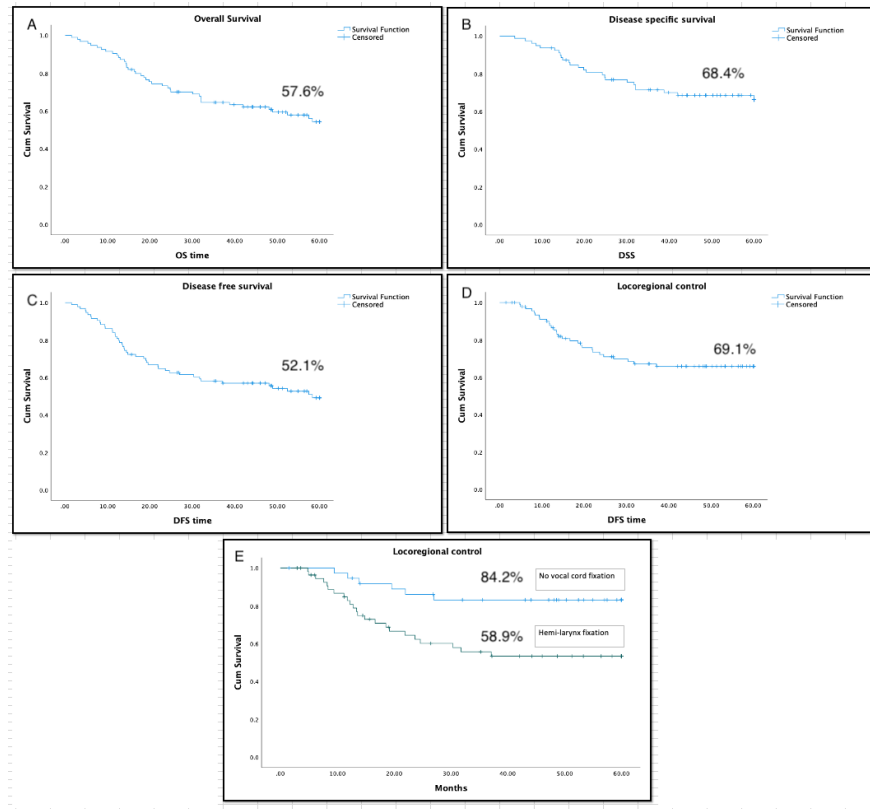 A
Overall Survival
Survival Function
Censored
57.6%
Cum Survival
1.0
0.8
0.6
0.4
0.2
0.0
.00 10.00 20.00 30.00 40.00 50.00 60.00
OS time
B
Disease specific survival
Survival Function
Censored
68.4%
Cum Survival
1.0
0.8
0.6
0.4
0.2
0.0
.00 10.00 20.00 30.00 40.00 50.00 60.00
DSS
C
Disease free survival
Survival Function
Censored
52.1%
Cum Survival
1.0
0.8
0.6
0.4
0.2
0.0
.00 10.00 20.00 30.00 40.00 50.00 60.00
DFS time
D
Locoregional control
Survival Function
Censored
69.1%
Cum Survival
1.0
0.8
0.6
0.4
0.2
0.0
.00 10.00 20.00 30.00 40.00 50.00 60.00
DFS time
E
Locoregional control
84.2%
No vocal cord fixation
58.9%
Hemi-larynx fixation
Cum Survival
1.0
0.8
0.6
0.4
0.2
0.0
.00 10.00 20.00 30.00 40.00 50.00 60.00
Months